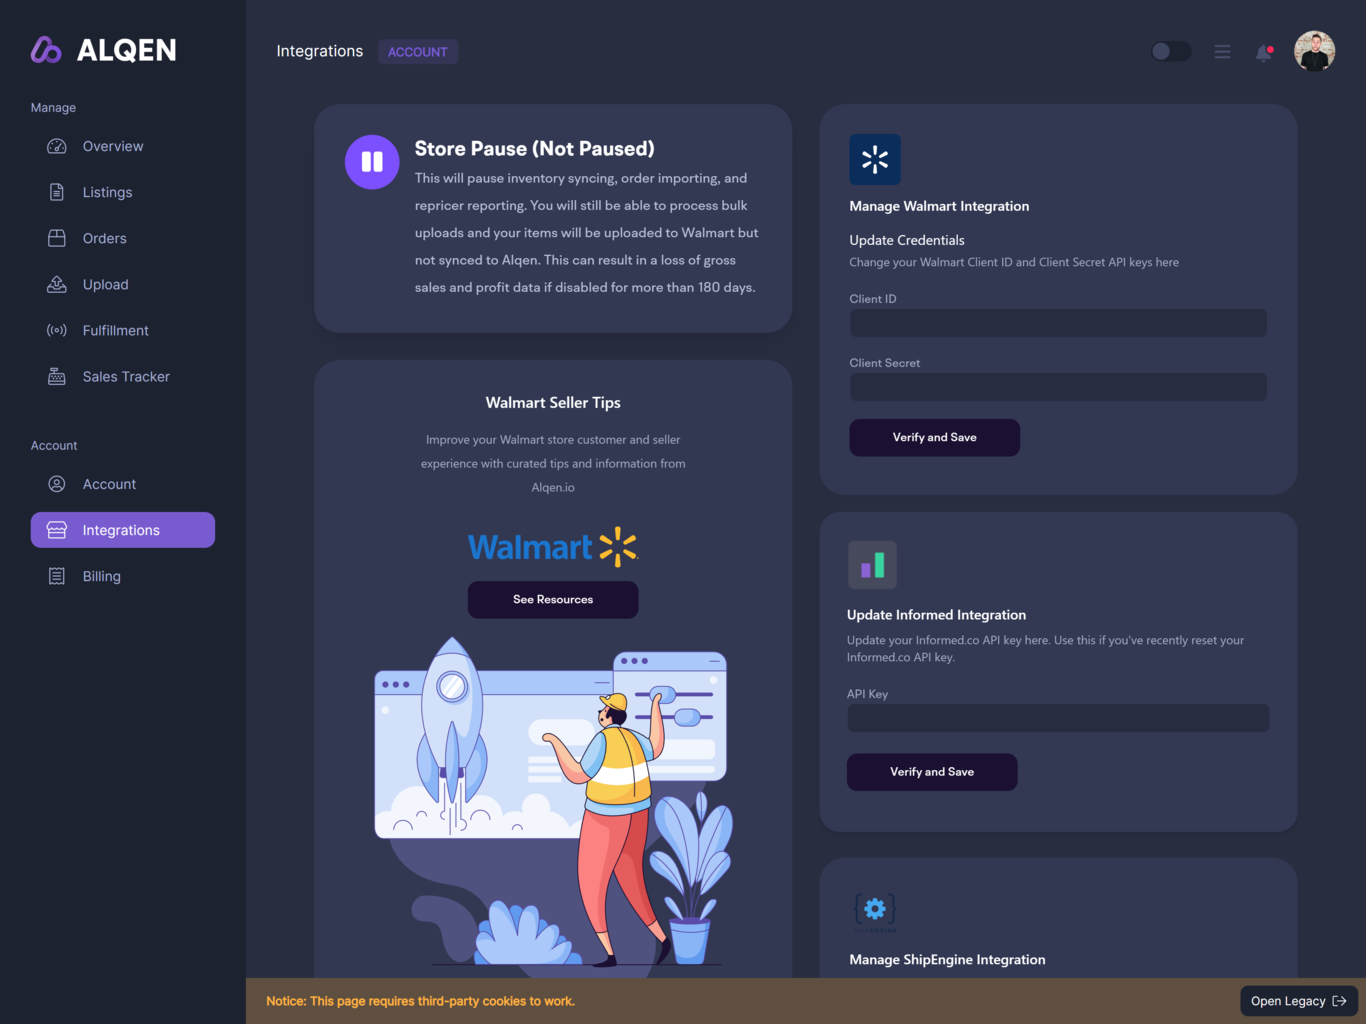 ALQEN
Manage
Overview
Listings
Orders
Upload
Fulfillment
Sales Tracker
Account
Account
Integrations
Billing
Integrations
ACCOUNT
Store Pause (Not Paused)
This will pause inventory syncing, order importing, and
repricer reporting. You will still be able to process bulk
uploads and your items will be uploaded to Walmart but
not synced to Alqen. This can result in a loss of gross
sales and profit data if disabled for more than 180 days.
Walmart Seller Tips
Improve your Walmart store customer and seller
experience with curated tips and information from
Alqen.io
Walmart
See Resources
Manage Walmart Integration
Update Credentials
Change your Walmart Client ID and Client Secret API keys here
Client ID
Client Secret
Verify and Save
Update Informed Integration
Update your Informed.co API key here. Use this if you've recently reset your
Informed.co API key.
API Key
Verify and Save
Manage ShipEngine Integration
Notice: This page requires third-party cookies to work.
Open Legacy